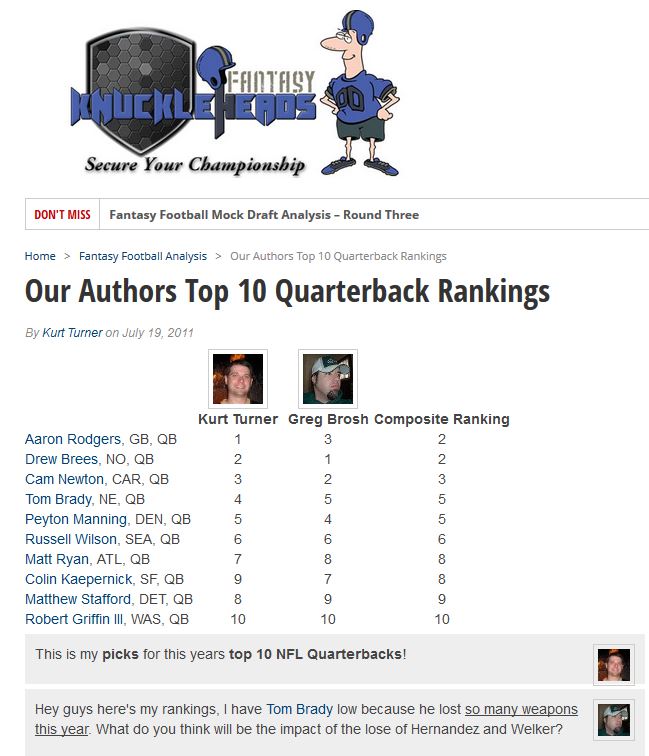 FANTASY
KNUCKLEHEADS
Secure Your Championship
DON'T MISS Fantasy Football Mock Draft Analysis – Round Three
Home > Fantasy Football Analysis > Our Authors Top 10 Quarterback Rankings
Our Authors Top 10 Quarterback Rankings
By Kurt Turner on July 19, 2011
Kurt Turner Greg Brosh Composite Ranking
Aaron Rodgers, GB, QB 1 3 2
Drew Brees, NO, QB 2 1 2
Cam Newton, CAR, QB 3 2 3
Tom Brady, NE, QB 4 5 5
Peyton Manning, DEN, QB 5 4 5
Russell Wilson, SEA, QB 6 6 6
Matt Ryan, ATL, QB 7 8 8
Colin Kaepernick, SF, QB 9 7 8
Matthew Stafford, DET, QB 8 9 9
Robert Griffin III, WAS, QB 10 10 10
This is my picks for this years top 10 NFL Quarterbacks!
Hey guys here's my rankings, I have Tom Brady low because he lost so many weapons
this year. What do you think will be the impact of the lose of Hernandez and Welker?